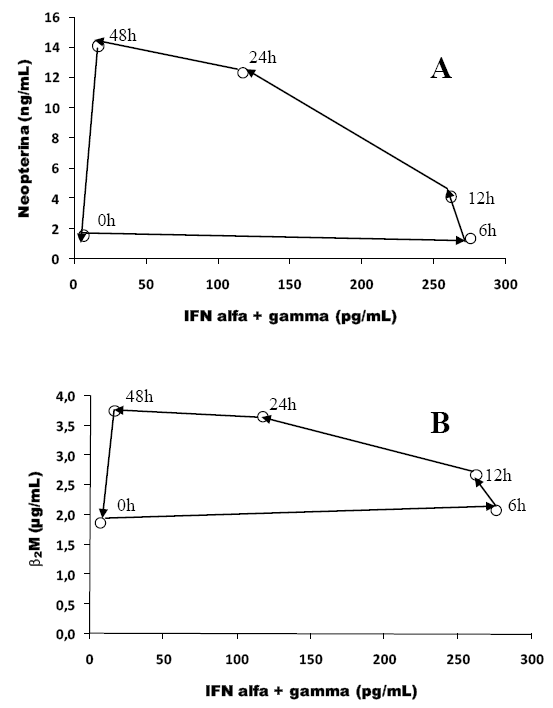 16
14
12
10
8
6
4
2
0
Neopterina (ng/mL)
48h
24h
A
12h
6h
0h
0 50 100 150 200 250 300
IFN alfa + gamma (pg/mL)
4,0
3,5
3,0
2,5
2,0
1,5
1,0
0,5
0,0
β₂M (µg/mL)
48h
24h
B
12h
6h
0h
0 50 100 150 200 250 300
IFN alfa + gamma (pg/mL)